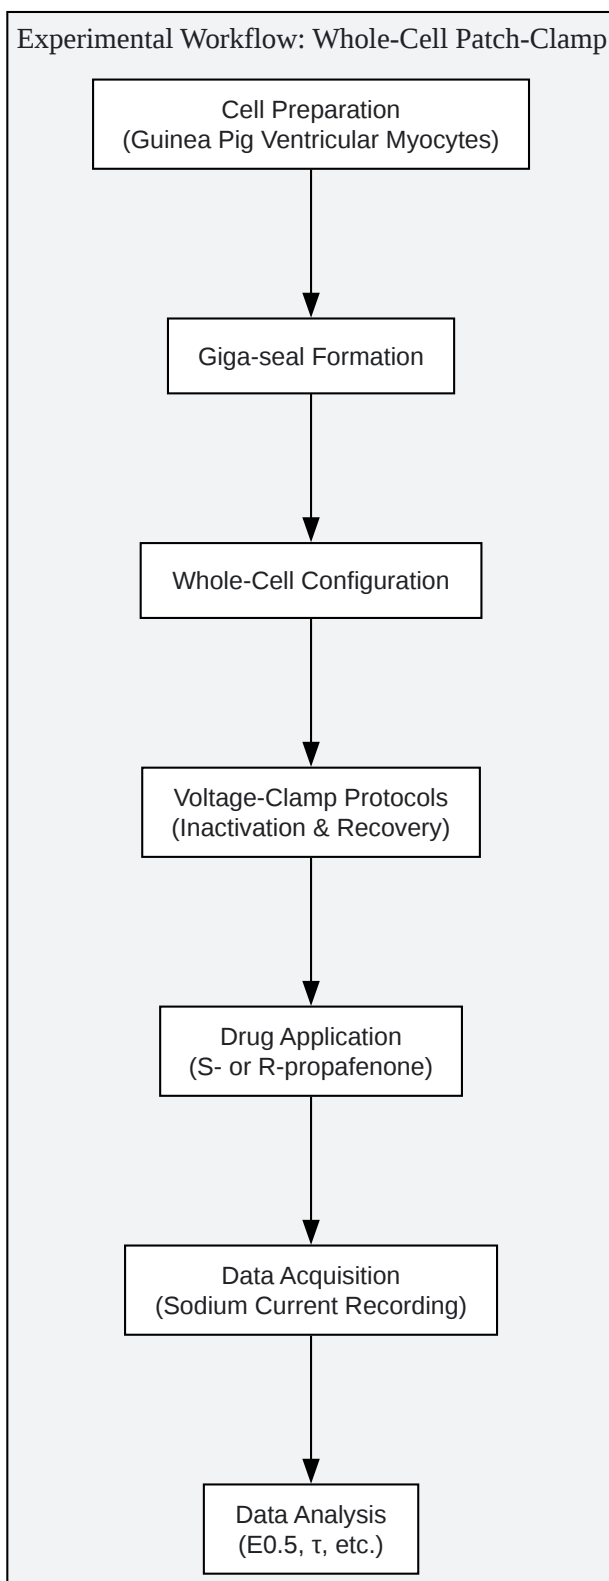 Experimental Workflow: Whole-Cell Patch-Clamp
Cell Preparation
(Guinea Pig Ventricular Myocytes)
Giga-seal Formation
Whole-Cell Configuration
Voltage-Clamp Protocols
(Inactivation & Recovery)
Drug Application
(S- or R-propafenone)
Data Acquisition
(Sodium Current Recording)
Data Analysis
(E0.5, τ, etc.)